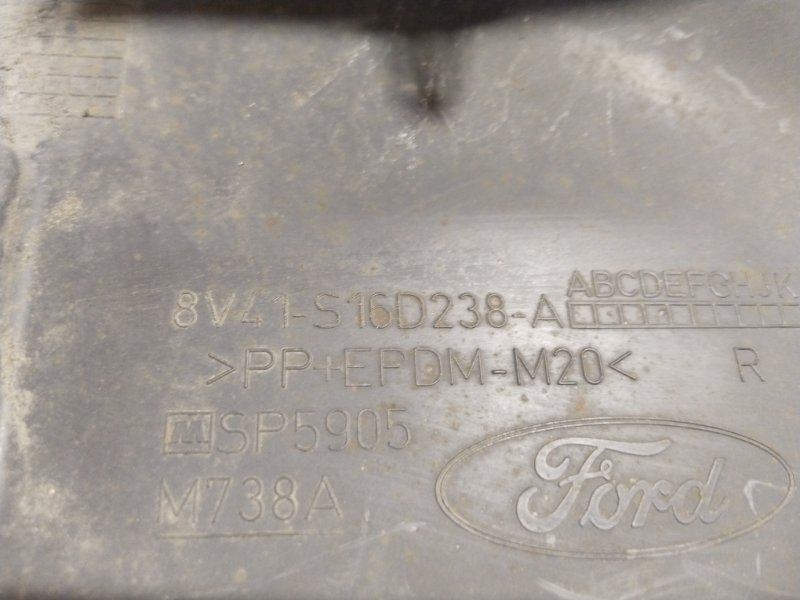 ABCDEFGHJK
8V41-S16D238-A
>PP+EPDM-M20< R
M SP5905
M738A
Ford